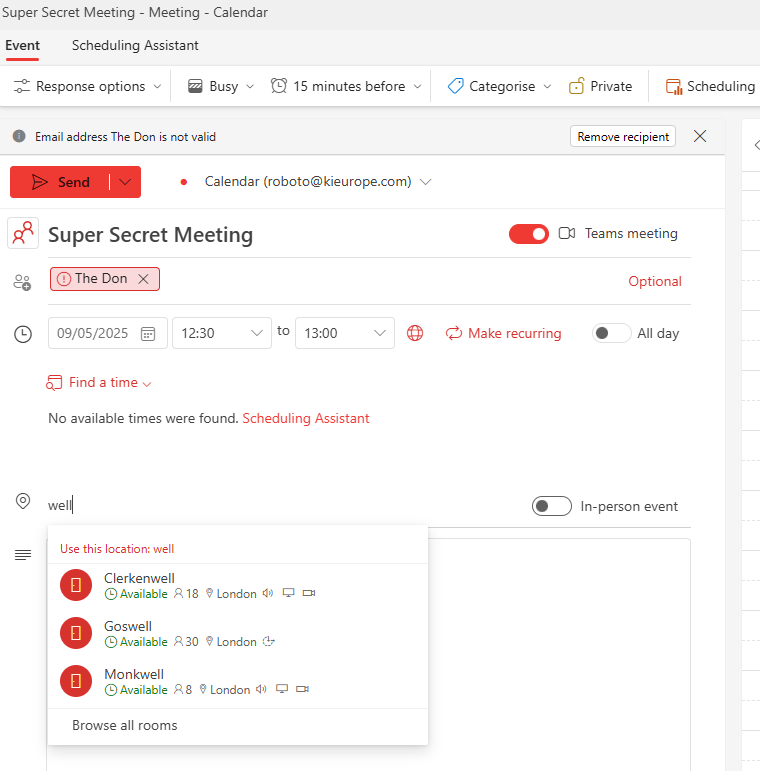 Super Secret Meeting - Meeting - Calendar
Event Scheduling Assistant
Response options Busy 15 minutes before Categorise Private Scheduling
Email address The Don is not valid Remove recipient
Send Calendar (roboto@kieurope.com)
Super Secret Meeting Teams meeting
The Don Optional
09/05/2025 12:30 to 13:00 Make recurring All day
Find a time
No available times were found. Scheduling Assistant
well In-person event
Use this location: well
Clerkenwell
Available 18 London
Goswell
Available 30 London
Monkwell
Available 8 London
Browse all rooms